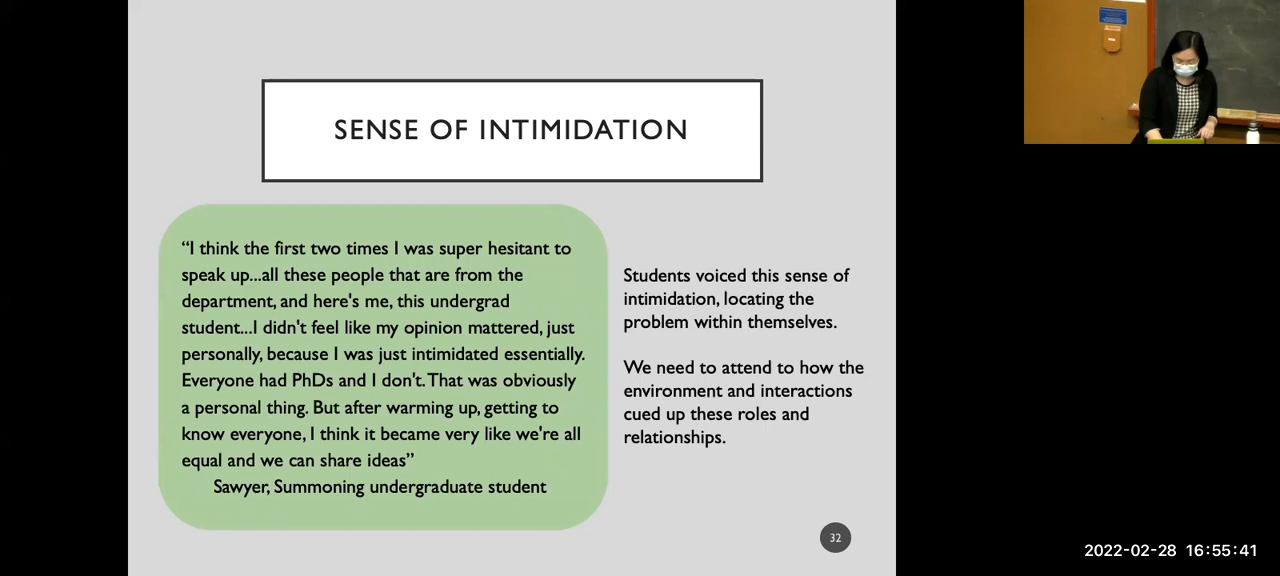 SENSE OF INTIMIDATION
“I think the first two times I was super hesitant to
speak up...all these people that are from the
department, and here's me, this undergrad
student...I didn't feel like my opinion mattered, just
personally, because I was just intimidated essentially.
Everyone had PhDs and I don't. That was obviously
a personal thing. But after warming up, getting to
know everyone, I think it became very like we're all
equal and we can share ideas”
Sawyer, Summoning undergraduate student
Students voiced this sense of
intimidation, locating the
problem within themselves.
We need to attend to how the
environment and interactions
cued up these roles and
relationships.
32
2022-02-28 16:55:41